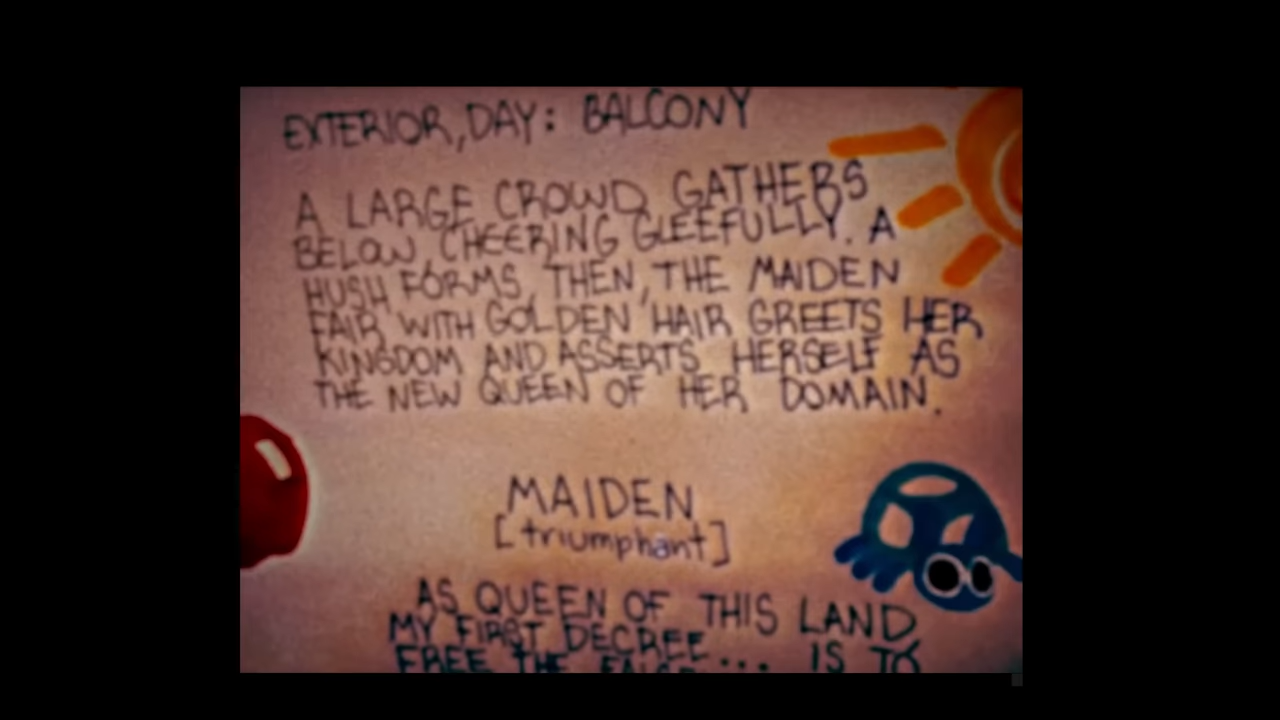 EXTERIOR, DAY: BALCONY
A LARGE CROWD GATHERS
BELOW, CHEERING GLEEFULLY. A
HUSH FORMS. THEN, THE MAIDEN
FAIR WITH GOLDEN HAIR GREETS HER
KINGDOM AND ASSERTS HERSELF AS
THE NEW QUEEN OF HER DOMAIN.
MAIDEN
[triumphant]
AS QUEEN OF THIS LAND
MY FIRST DECREE... IS TO
FREE THE